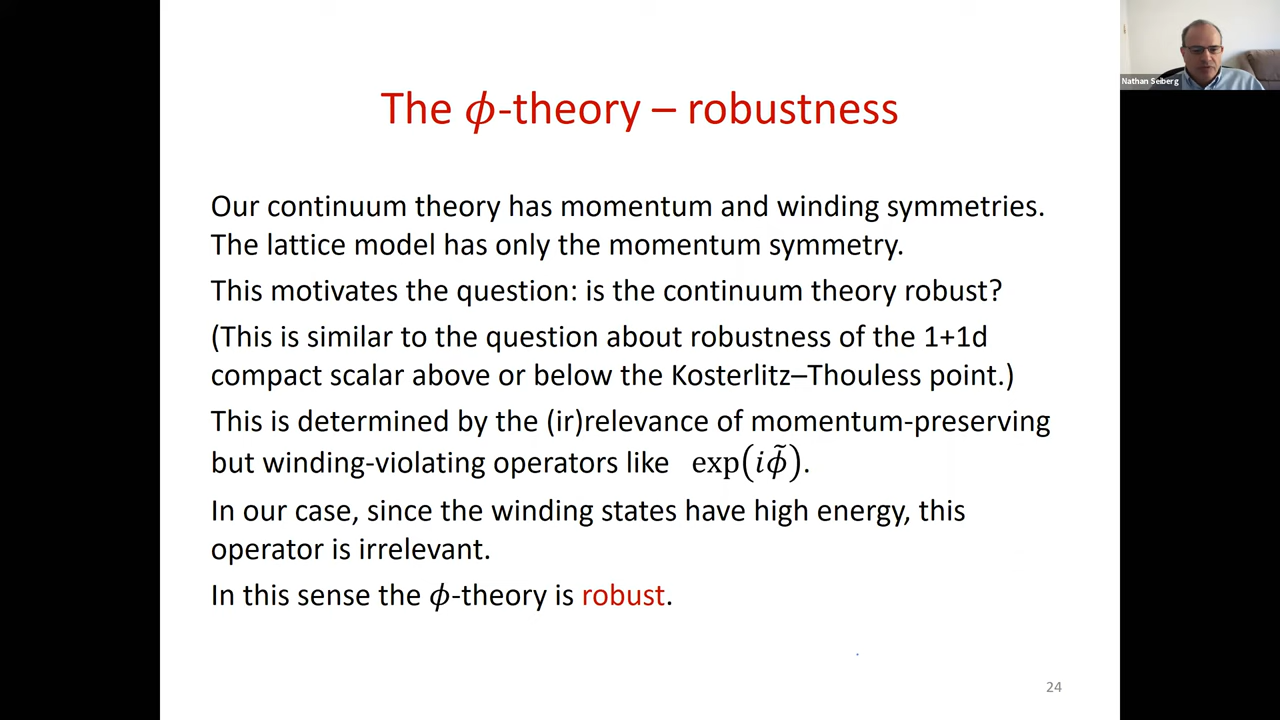 Nathan Seiberg
The ϕ-theory – robustness
Our continuum theory has momentum and winding symmetries.
The lattice model has only the momentum symmetry.
This motivates the question: is the continuum theory robust?
(This is similar to the question about robustness of the 1+1d
compact scalar above or below the Kosterlitz–Thouless point.)
This is determined by the (ir)relevance of momentum-preserving
but winding-violating operators like exp(iϕ̃).
In our case, since the winding states have high energy, this
operator is irrelevant.
In this sense the ϕ-theory is robust.
24